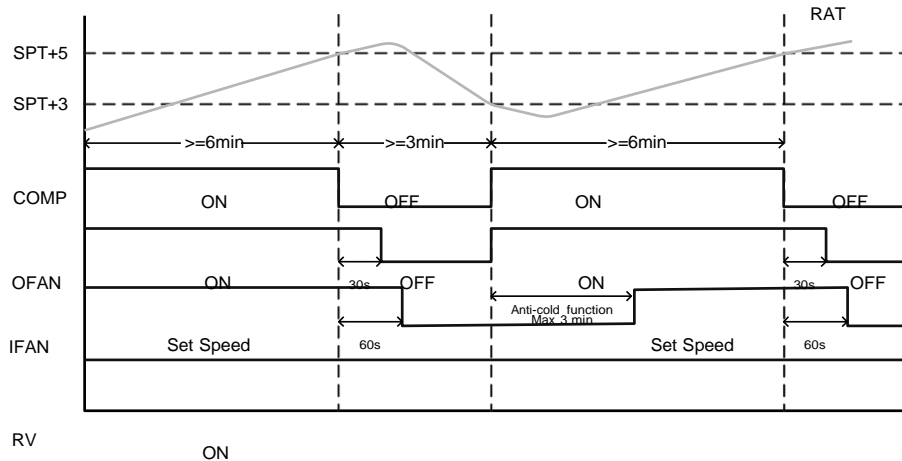 RAT
SPT+5
SPT+3
>=6min >=3min >=6min
COMP ON OFF ON OFF
OFAN ON 30s OFF ON 30s OFF
Anti-cold function
Max 3 min
IFAN Set Speed 60s Set Speed 60s
RV
ON